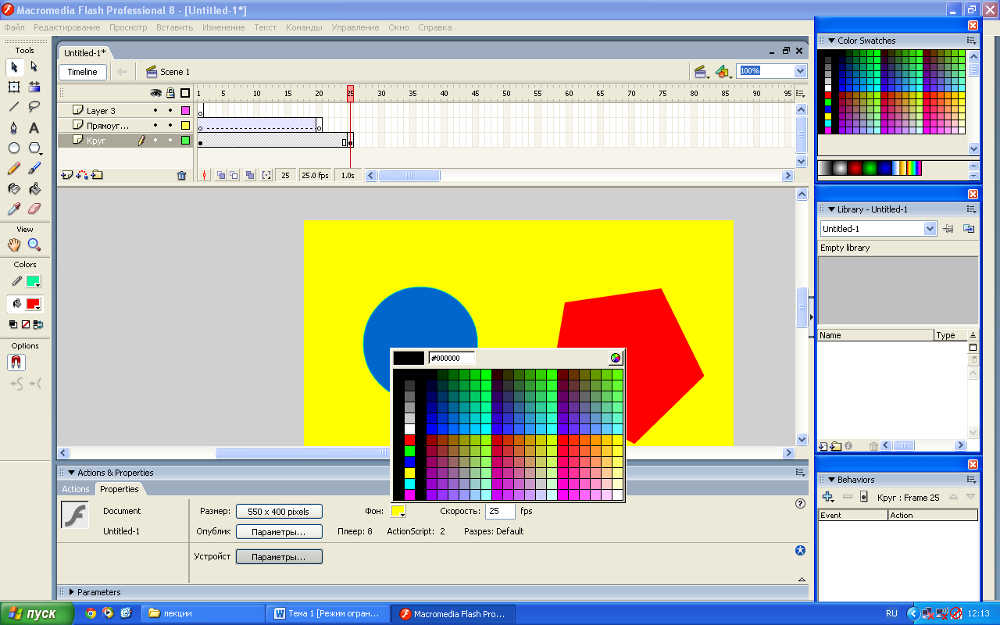 Macromedia Flash Professional 8 - [Untitled-1*]
Файл Редактирование Просмотр Вставить Изменение Текст Команды Управление Окно Справка
Tools
View
Colors
Options
Untitled-1*
Timeline
Scene 1
100%
1 5 10 15 20 25 30 35 40 45 50 55 60 65 70 75 80 85 90 95
Layer 3
Прямоуг...
Круг
25 25.0 fps 1.0s
#000000
Actions & Properties
Actions Properties
Document
Untitled-1
Размер: 550 x 400 pixels Фон: Скорость: 25 fps
Опублик Параметры... Плеер: 8 ActionScript: 2 Разрез: Default
Устройст Параметры...
Parameters
Color Swatches
Library - Untitled-1
Untitled-1
Empty library
Name Type
Behaviors
Круг : Frame 25
Event Action
пуск
лекции
Тема 1 [Режим огран...
Macromedia Flash Pro...
RU
12:13